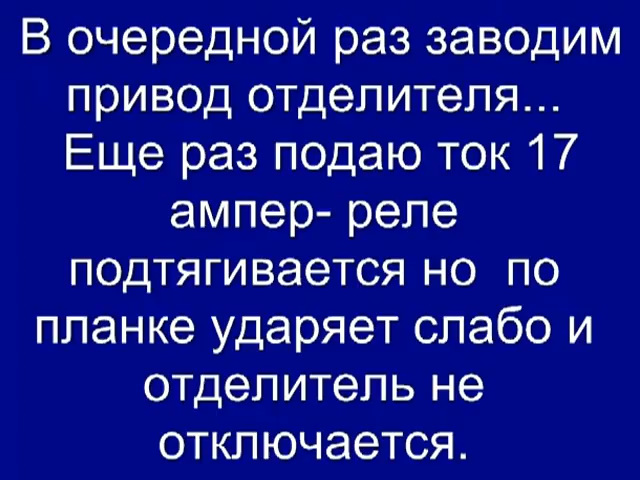 В очередной раз заводим
привод отделителя...
Еще раз подаю ток 17
ампер- реле
подтягивается но  по
планке ударяет слабо и
отделитель не
отключается.